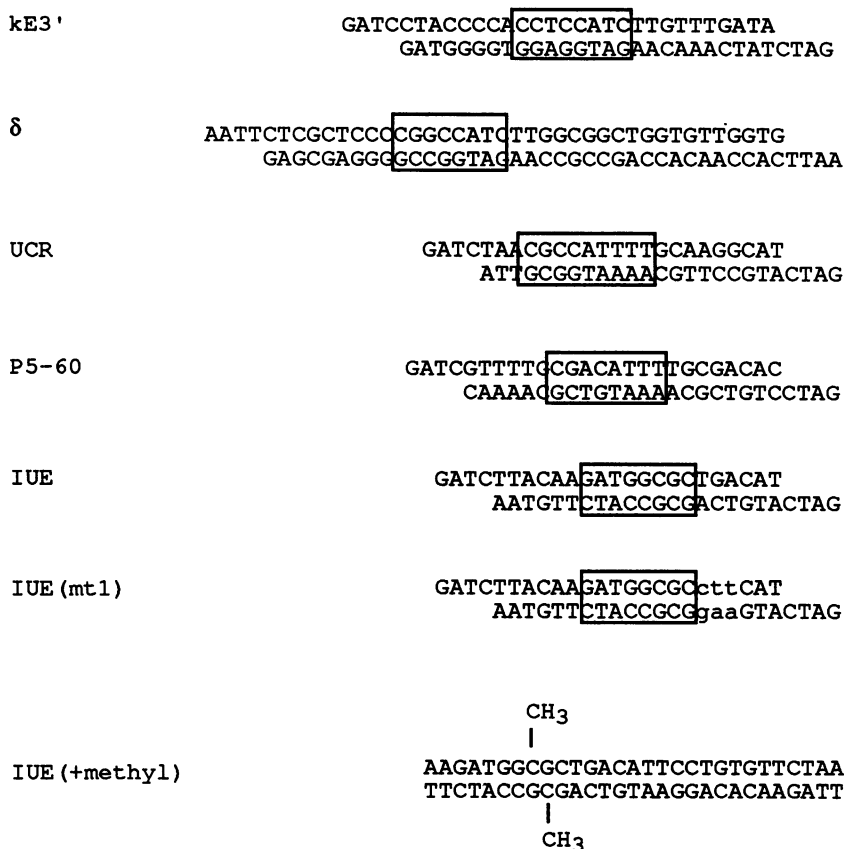 kE3' GATCCTACCCCACCTCCATCTTGTTTGATA
GATGGGGTGGAGGTAGAACAAACTATCTAG
δ AATTCTCGCTCCCCGGCCATCTTGGCGGCTGGTGTTGGTG
GAGCGAGGGGCCGGTAGAACCGCCGACCACAACCACTTAA
UCR GATCTAACGCCATTTTGCAAGGCAT
ATTGCGGTAAAACGTTCCGTACTAG
P5-60 GATCGTTTTGCGACATTTTGCGACAC
CAAAACGCTGTAAAACGCTGTCCTAG
IUE GATCTTACAAGATGGCGCTGACAT
AATGTTCTACCGCGACTGTACTAG
IUE(mt1) GATCTTACAAGATGGCGCcttCAT
AATGTTCTACCGCGgaaGTACTAG
CH3
IUE(+methyl) AAGATGGCGCTGACATTCCTGTGTTCTAA
TTCTACCGCGACTGTAAGGACACAAGATT
CH3